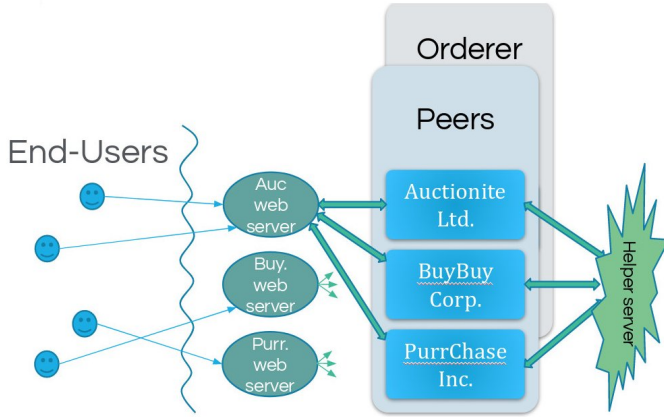 Orderer
Peers
End-Users
Auc
web
server
Auctionite
Ltd.
Buy.
web
server
BuyBuy
Corp.
Helper server
Purr.
web
server
PurrChase
Inc.